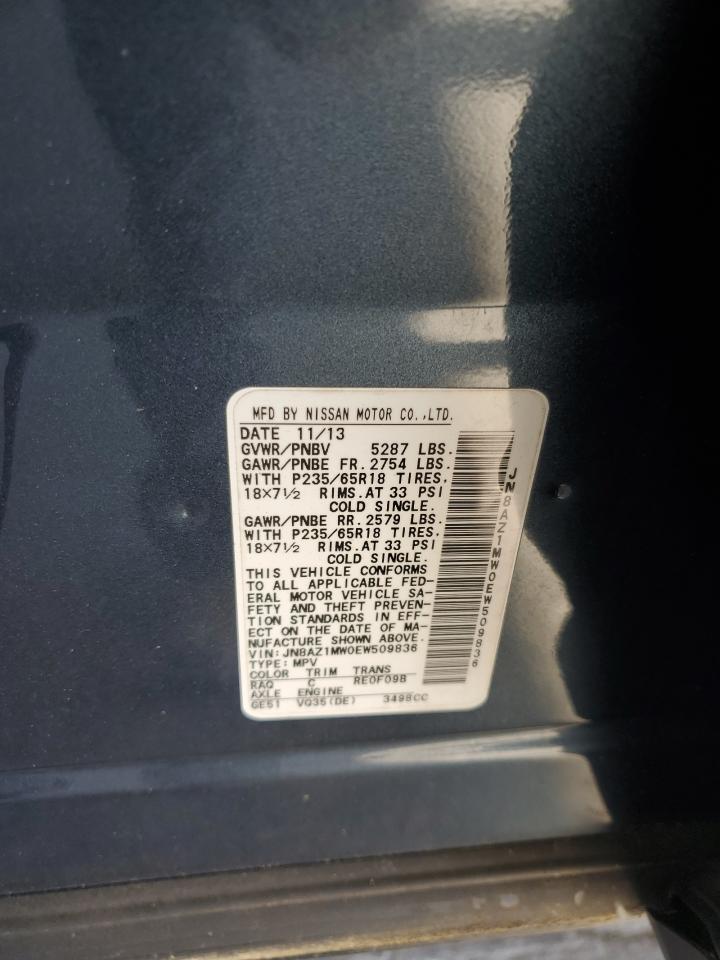 MFD BY NISSAN MOTOR CO.,LTD.
DATE 11/13
GVWR/PNBV 5287 LBS.
GAWR/PNBE FR. 2754 LBS.
WITH P235/65R18 TIRES,
18×7½ RIMS.AT 33 PSI
COLD SINGLE.
GAWR/PNBE RR. 2579 LBS.
WITH P235/65R18 TIRES,
18×7½ RIMS.AT 33 PSI
COLD SINGLE.
THIS VEHICLE CONFORMS
TO ALL APPLICABLE FED-
ERAL MOTOR VEHICLE SA-
FETY AND THEFT PREVEN-
TION STANDARDS IN EFF-
ECT ON THE DATE OF MA-
NUFACTURE SHOWN ABOVE.
VIN: JN8AZ1MW0EW509836
TYPE: MPV
COLOR TRIM TRANS
RAQ C RE0F09B
AXLE ENGINE
GE51 VQ35(DE) 3498CC
JN8AZ1MW0EW509836